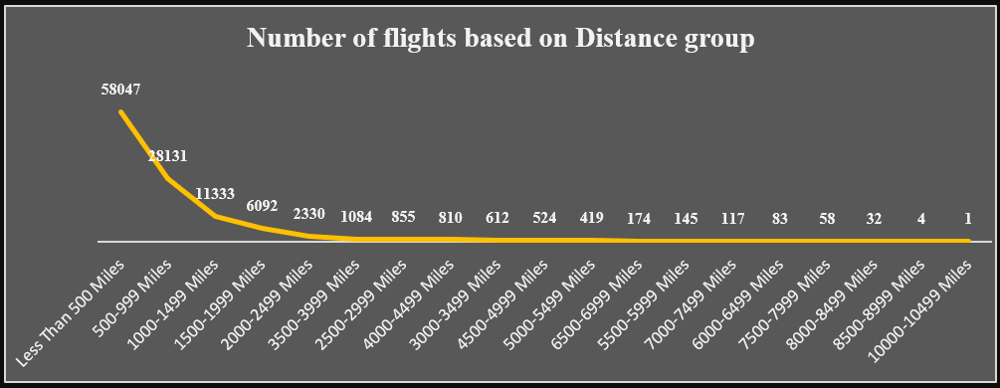 Number of flights based on Distance group
58047
28131
11333
6092
2330
1084
855
810
612
524
419
174
145
117
83
58
32
4
1
Less Than 500 Miles
500-999 Miles
1000-1499 Miles
1500-1999 Miles
2000-2499 Miles
3500-3999 Miles
2500-2999 Miles
4000-4499 Miles
3000-3499 Miles
4500-4999 Miles
5000-5499 Miles
6500-6999 Miles
5500-5999 Miles
7000-7499 Miles
6000-6499 Miles
7500-7999 Miles
8000-8499 Miles
8500-8999 Miles
10000-10499 Miles